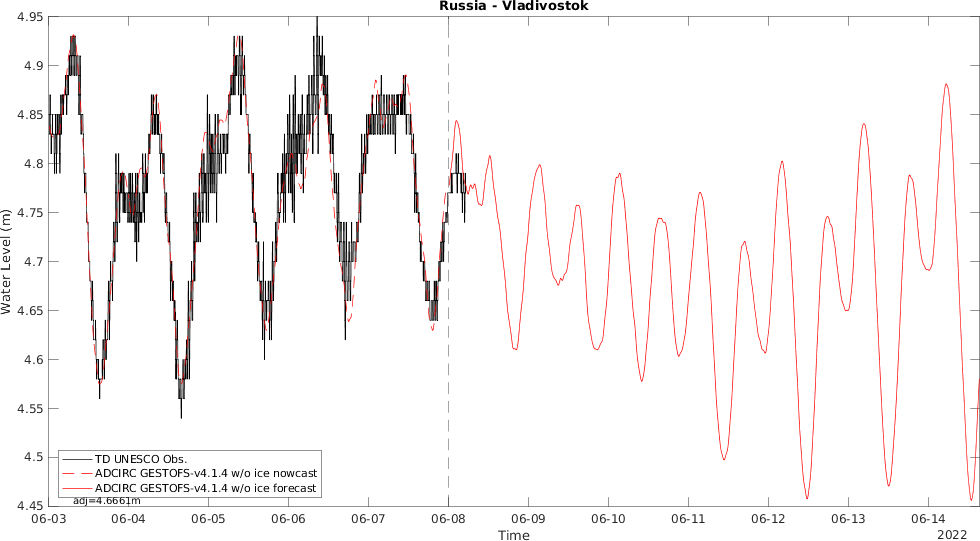 Russia - Vladivostok
Water Level (m)
4.95
4.9
4.85
4.8
4.75
4.7
4.65
4.6
4.55
4.5
4.45
TD UNESCO Obs.
ADCIRC GESTOFS-v4.1.4 w/o ice nowcast
ADCIRC GESTOFS-v4.1.4 w/o ice forecast
adj=4.6661m
06-03 06-04 06-05 06-06 06-07 06-08 06-09 06-10 06-11 06-12 06-13 06-14
Time
2022